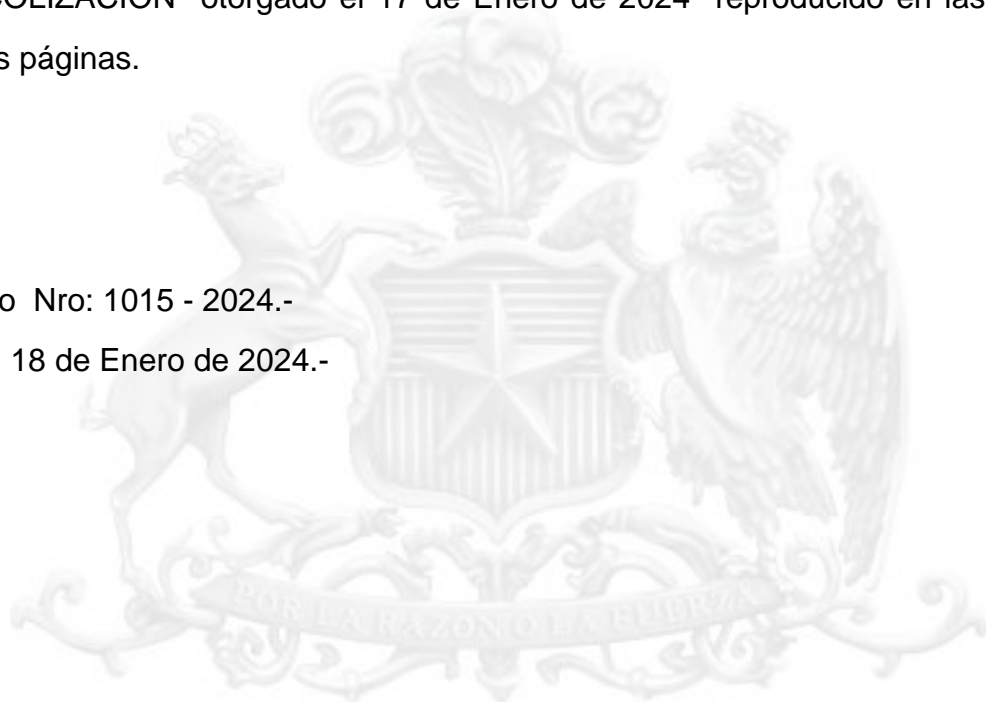 COLIZACION" otorgado el 17 de Enero de 2024 reproducido en las
s páginas.
o Nro: 1015 - 2024.-
18 de Enero de 2024.-
POR LA RAZON O LA FUERZA